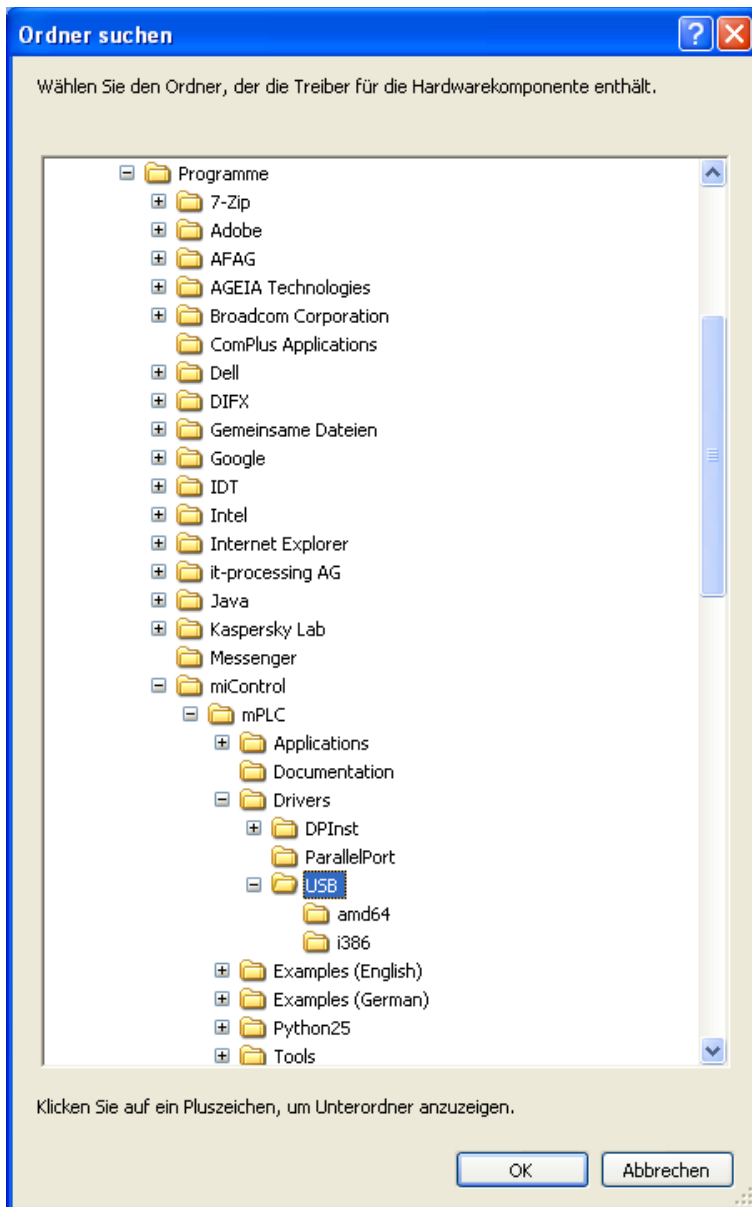 Ordner suchen
Wählen Sie den Ordner, der die Treiber für die Hardwarekomponente enthält.
Programme
7-Zip
Adobe
AFAG
AGEIA Technologies
Broadcom Corporation
ComPlus Applications
Dell
DIFX
Gemeinsame Dateien
Google
IDT
Intel
Internet Explorer
it-processing AG
Java
Kaspersky Lab
Messenger
miControl
mPLC
Applications
Documentation
Drivers
DPInst
ParallelPort
USB
amd64
i386
Examples (English)
Examples (German)
Python25
Tools
Klicken Sie auf ein Pluszeichen, um Unterordner anzuzeigen.
OK Abbrechen